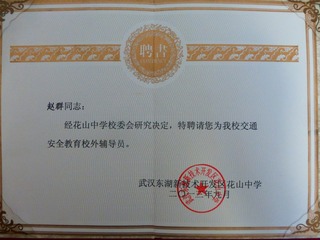 聘書
赵群同志：
经花山中学校委会研究决定，特聘请您为我校交通
安全教育校外辅导员。
武汉东湖新技术开发区花山中学
二〇一三年九月